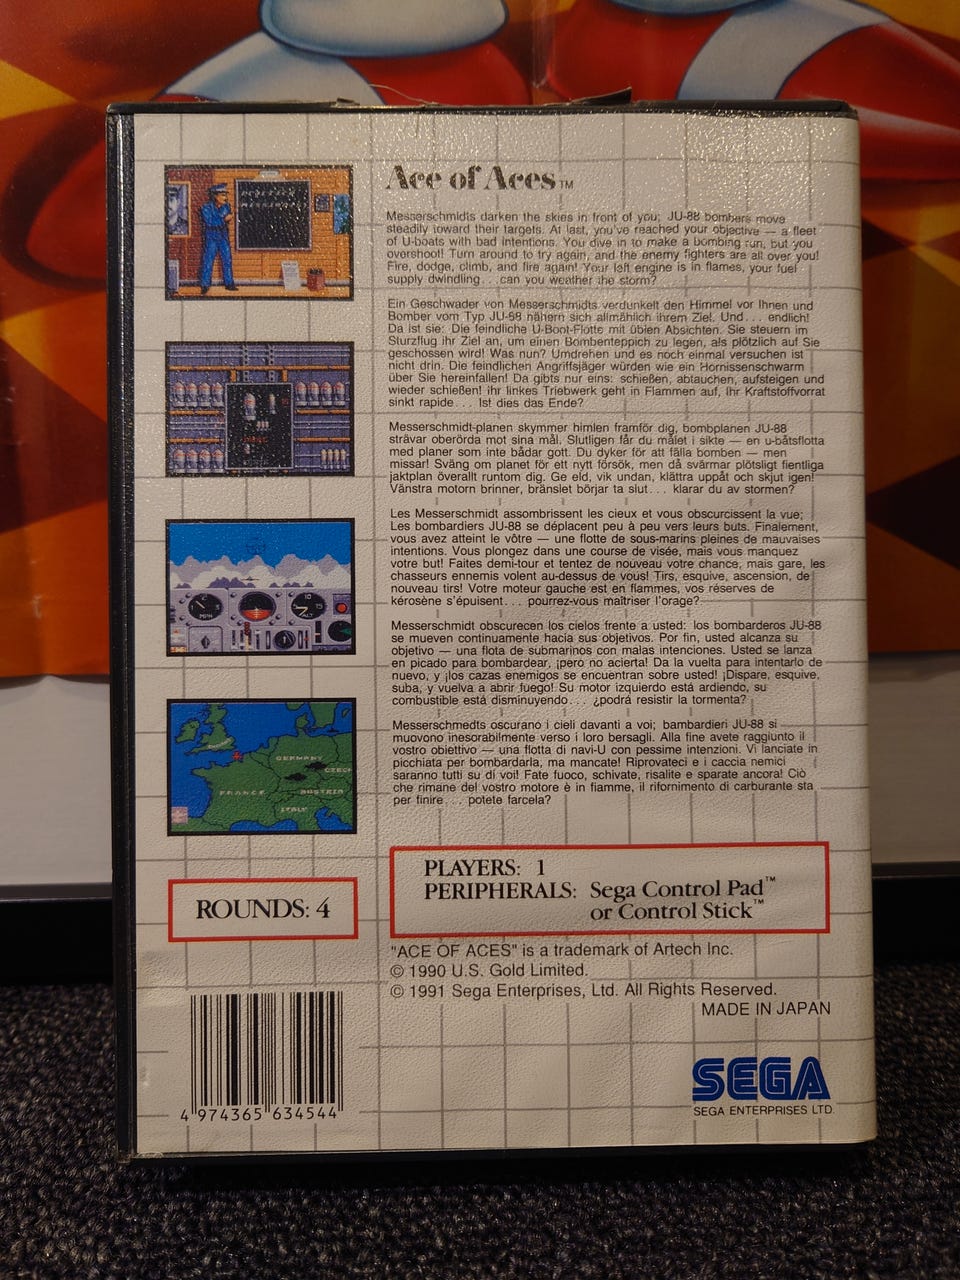 Ace of Aces™
Messerschmidts darken the skies in front of you; JU-88 bombers move
steadily toward their targets. At last, you've reached your objective — a fleet
of U-boats with bad intentions. You dive in to make a bombing run, but you
overshoot! Turn around to try again, and the enemy fighters are all over you!
Fire, dodge, climb, and fire again! Your left engine is in flames, your fuel
supply dwindling... can you weather the storm?
Ein Geschwader von Messerschmidts verdunkelt den Himmel vor Ihnen und
Bomber vom Typ JU-88 nähern sich allmählich ihrem Ziel. Und... endlich!
Da ist sie: Die feindliche U-Boot-Flotte mit üblen Absichten. Sie steuern im
Sturzflug ihr Ziel an, um einen Bombenteppich zu legen, als plötzlich auf Sie
geschossen wird! Was nun? Umdrehen und es noch einmal versuchen ist
nicht drin. Die feindlichen Angriffsjäger würden wie ein Hornissenschwarm
über Sie hereinfallen! Da gibts nur eins: schießen, abtauchen, aufsteigen und
wieder schießen! Ihr linkes Triebwerk geht in Flammen auf, Ihr Kraftstoffvorrat
sinkt rapide... Ist dies das Ende?
Messerschmidt-planen skymmer himlen framför dig, bombplanen JU-88
strävar oberörda mot sina mål. Slutligen får du målet i sikte — en u-båtsflotta
med planer som inte bådar gott. Du dyker för att fälla bomben — men
missar! Sväng om planet för ett nytt försök, men då svärmar plötsligt fientliga
jaktplan överallt runtom dig. Ge eld, vik undan, klättra uppåt och skjut igen!
Vänstra motorn brinner, bränslet börjar ta slut... klarar du av stormen?
Les Messerschmidt assombrissent les cieux et vous obscurcissent la vue;
Les bombardiers JU-88 se déplacent peu à peu vers leurs buts. Finalement,
vous avez atteint le vôtre — une flotte de sous-marins pleines de mauvaises
intentions. Vous plongez dans une course de visée, mais vous manquez
votre but! Faites demi-tour et tentez de nouveau votre chance, mais gare, les
chasseurs ennemis volent au-dessus de vous! Tirs, esquive, ascension, de
nouveau tirs! Votre moteur gauche est en flammes, vos réserves de
kérosène s'épuisent... pourrez-vous maîtriser l'orage?
Messerschmidt obscurecen los cielos frente a usted: los bombarderos JU-88
se mueven continuamente hacia sus objetivos. Por fin, usted alcanza su
objetivo — una flota de submarinos con malas intenciones. Usted se lanza
en picado para bombardear, ¡pero no acierta! Da la vuelta para intentarlo de
nuevo, y ¡los cazas enemigos se encuentran sobre usted! ¡Dispare, esquive,
suba, y vuelva a abrir fuego! Su motor izquierdo está ardiendo, su
combustible está disminuyendo... ¿podrá resistir la tormenta?
Messerschmedts oscurano i cieli davanti a voi; bambardieri JU-88 si
muovono inesorabilmente verso i loro bersagli. Alla fine avete raggiunto il
vostro obiettivo — una flotta di navi-U con pessime intenzioni. Vi lanciate in
picchiata per bombardarla, ma mancate! Riprovateci e i caccia nemici
saranno tutti su di voi! Fate fuoco, schivate, risalite e sparate ancora! Ciò
che rimane del vostro motore è in fiamme, il rifornimento di carburante sta
per finire... potete farcela?
GERMANY
CZECH
FRANCE
AUSTRIA
ITALY
ROUNDS: 4
PLAYERS: 1
PERIPHERALS: Sega Control Pad™
or Control Stick™
"ACE OF ACES" is a trademark of Artech Inc.
© 1990 U.S. Gold Limited.
© 1991 Sega Enterprises, Ltd. All Rights Reserved.
MADE IN JAPAN
4 974365 634544
SEGA
SEGA ENTERPRISES LTD.